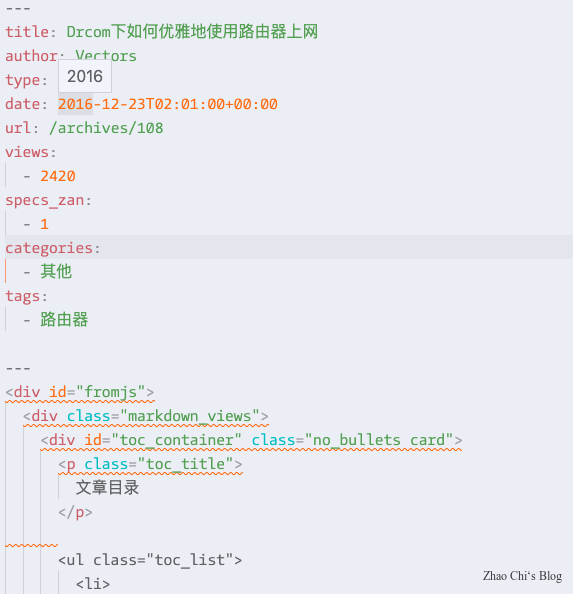 ---
title: Drcom下如何优雅地使用路由器上网
author: Vectors
type:
2016
date: 2016-12-23T02:01:00+00:00
url: /archives/108
views:
- 2420
specs_zan:
- 1
categories:
- 其他
tags:
- 路由器
---
<div id="fromjs">
<div class="markdown_views">
<div id="toc_container" class="no_bullets card">
<p class="toc_title">
文章目录
</p>
<ul class="toc_list">
<li>
Zhao Chi‘s Blog